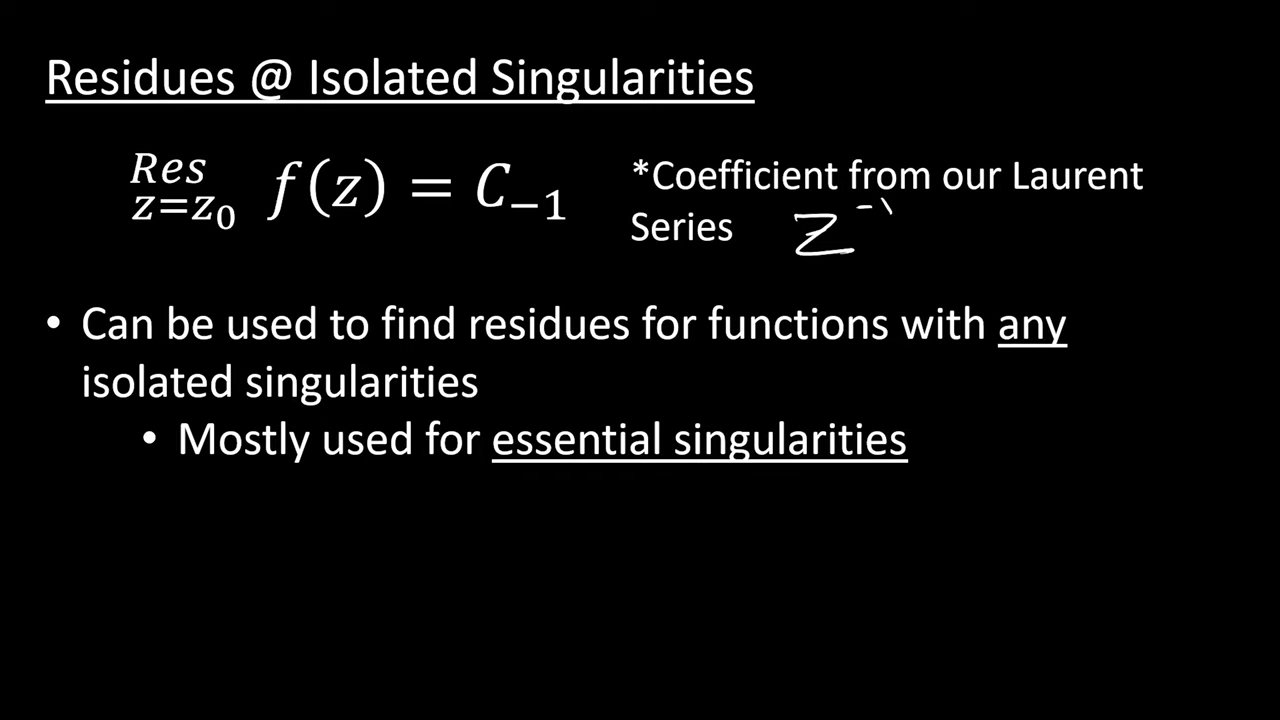 Residues @ Isolated Singularities
Res z=z₀ f(z) = C₋₁
*Coefficient from our Laurent
Series z⁻¹
• Can be used to find residues for functions with any
isolated singularities
• Mostly used for essential singularities